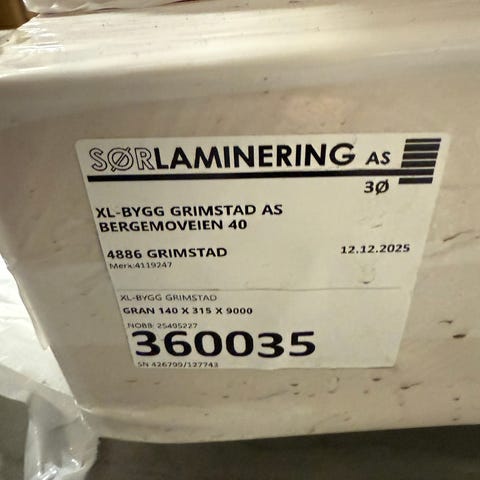 SØRLAMINERING AS
3Ø
XL-BYGG GRIMSTAD AS
BERGEMOVEIEN 40
4886 GRIMSTAD
12.12.2025
Merk:4119247
XL-BYGG GRIMSTAD
GRAN 140 X 315 X 9000
NOBB: 25495227
360035
SN 426799/127743